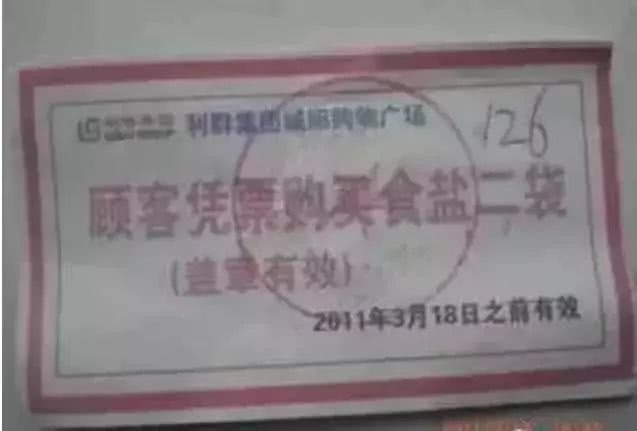 利群集团城阳购物广场
126
顾客凭票购买食盐二袋
(盖章有效)
2011年3月18日之前有效